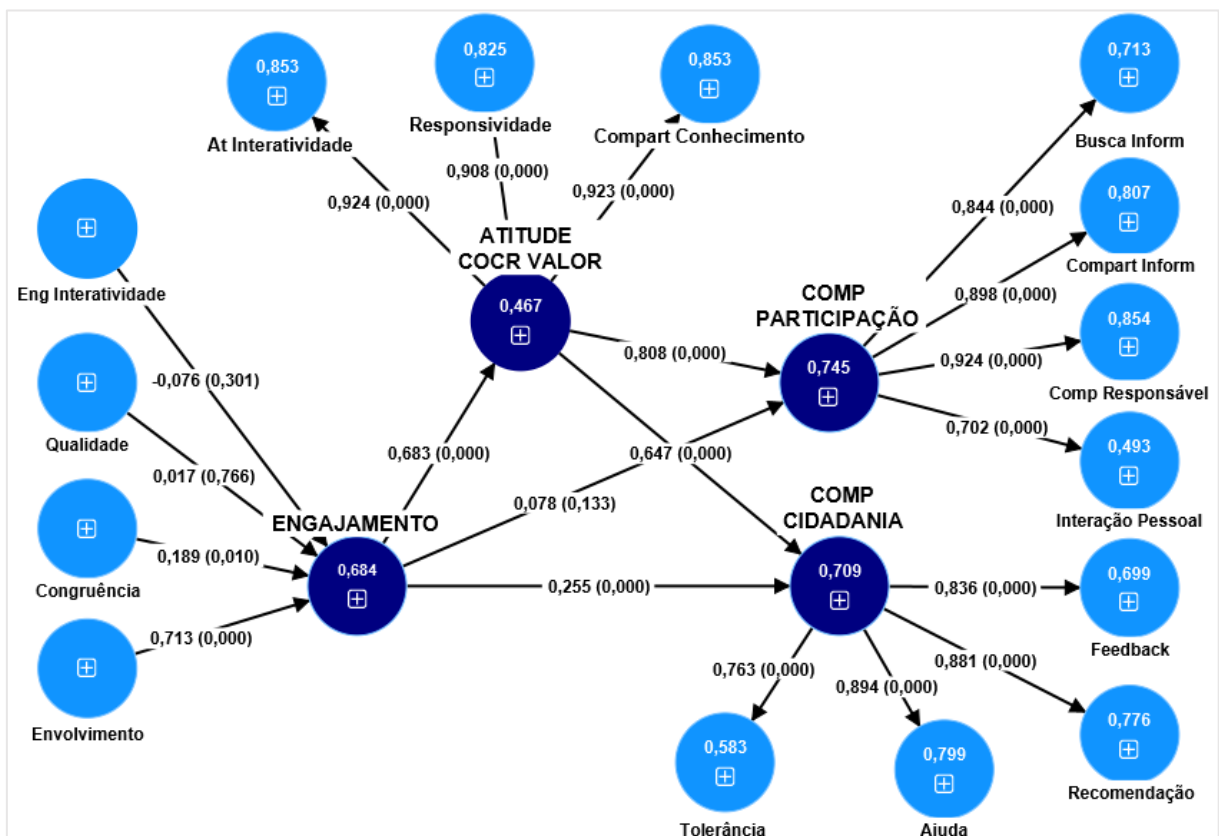 0,853
At Interatividade
0,825
Responsividade
0,853
Compart Conhecimento
0,713
Busca Inform
0,924 (0,000)
0,908 (0,000)
0,923 (0,000)
0,844 (0,000)
0,807
Compart Inform
Eng Interatividade
ATITUDE
COCR VALOR
0,467
COMP
PARTICIPAÇÃO
0,745
0,898 (0,000)
0,854
Comp Responsável
0,808 (0,000)
0,924 (0,000)
-0,076 (0,301)
Qualidade
0,702 (0,000)
0,493
Interação Pessoal
0,683 (0,000)
0,647 (0,000)
0,017 (0,766)
0,078 (0,133)
COMP
CIDADANIA
ENGAJAMENTO
0,684
0,189 (0,010)
Congruência
0,255 (0,000)
0,709
0,836 (0,000)
0,699
Feedback
0,713 (0,000)
Envolvimento
0,763 (0,000)
0,894 (0,000)
0,881 (0,000)
0,583
Tolerância
0,799
Ajuda
0,776
Recomendação